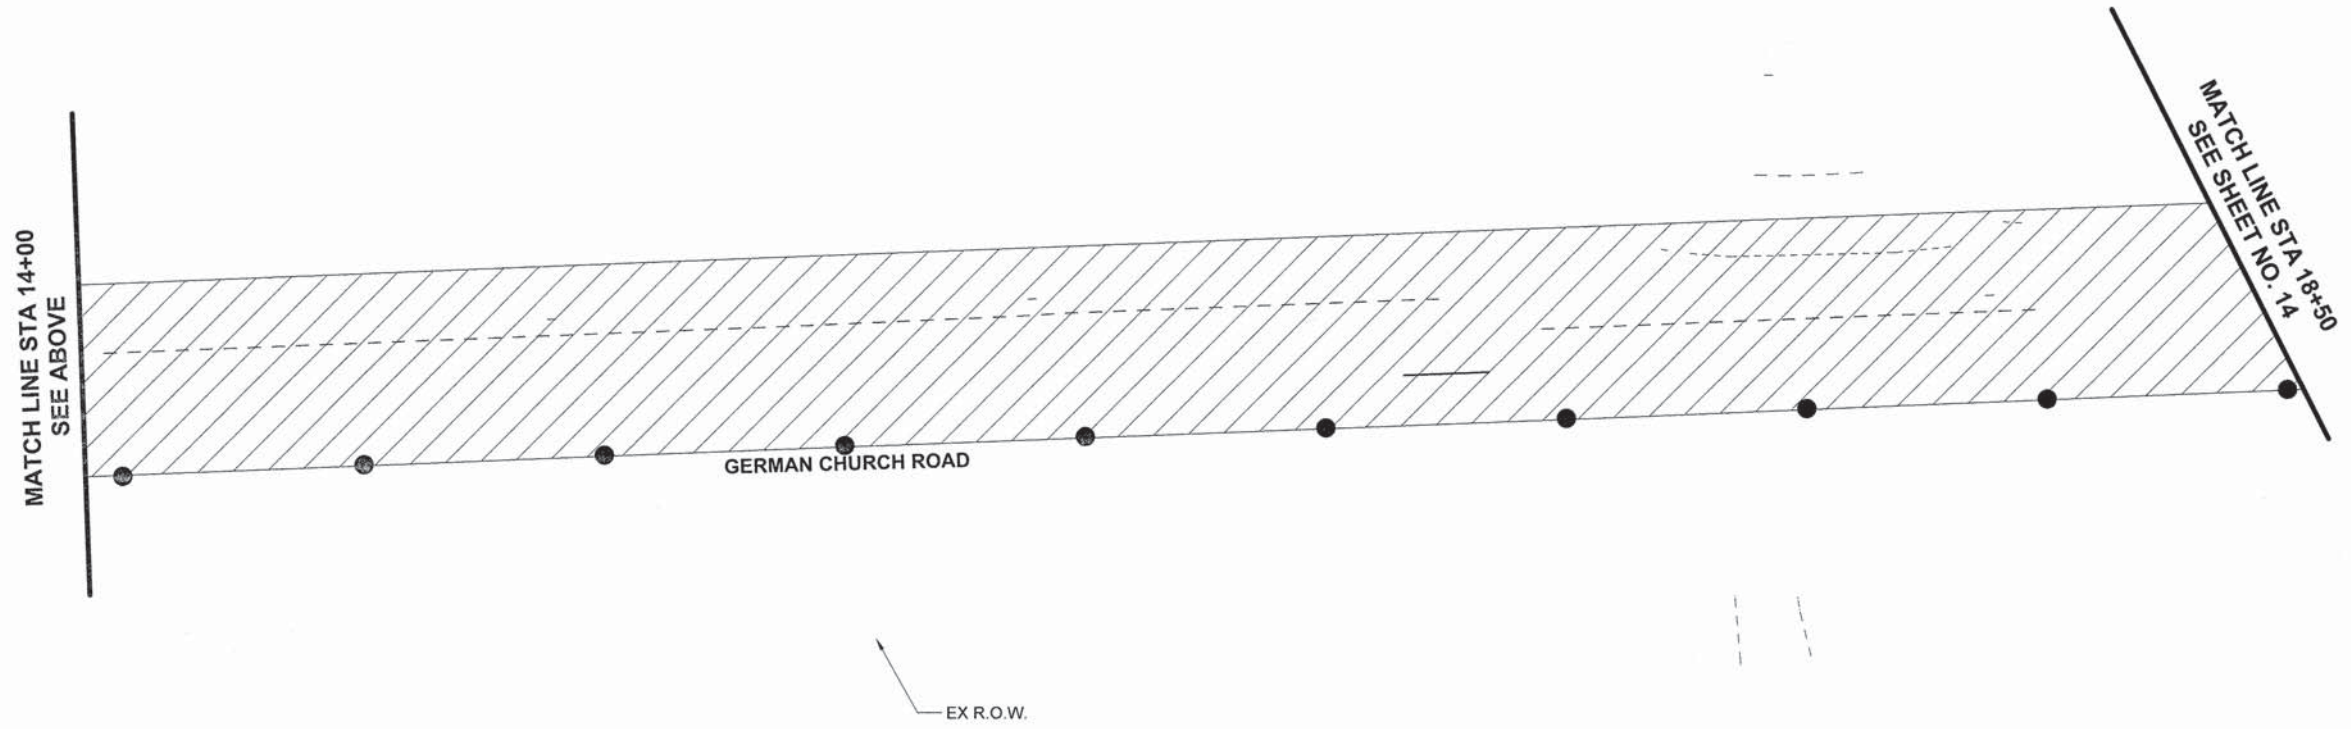 MATCH LINE STA 14+00
SEE ABOVE
GERMAN CHURCH ROAD
EX R.O.W.
MATCH LINE STA 18+50
SEE SHEET NO. 14